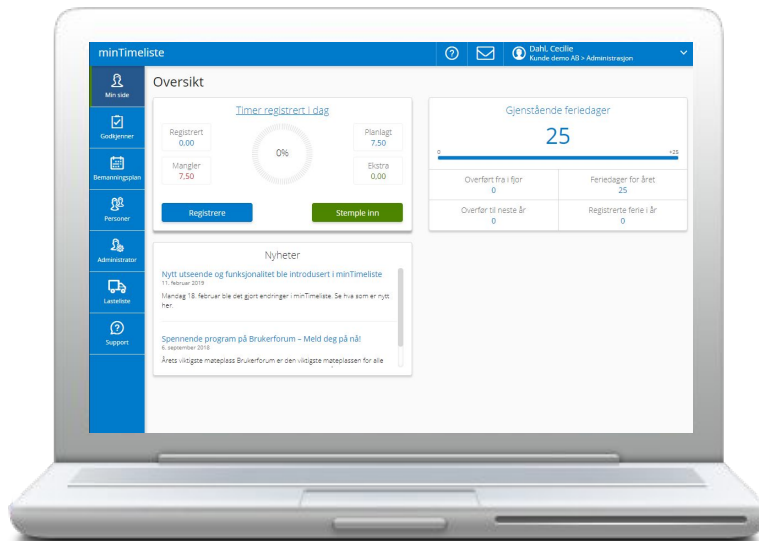 minTimeliste
Dahl, Cecilie
Kunde demo AB > Administrasjon
Min side
Godkjenner
Bemanningsplan
Personer
Administrator
Lasteliste
Support
Oversikt
Timer registrert i dag
Registrert
0,00
Planlagt
7,50
0%
Mangler
7,50
Ekstra
0,00
Registrere
Stemple inn
Gjenstående feriedager
25
0
+25
Overført fra i fjor
0
Feriedager for året
25
Overfør til neste år
0
Registrerte ferie i år
0
Nyheter
Nytt utseende og funksjonalitet ble introdusert i minTimeliste
11. februar 2019
Mandag 18. februar ble det gjort endringer i minTimeliste. Se hva som er nytt
her.
Spennende program på Brukerforum – Meld deg på nå!
6. september 2018
Årets viktigste møteplass Brukerforum er den viktigste møteplassen for alle